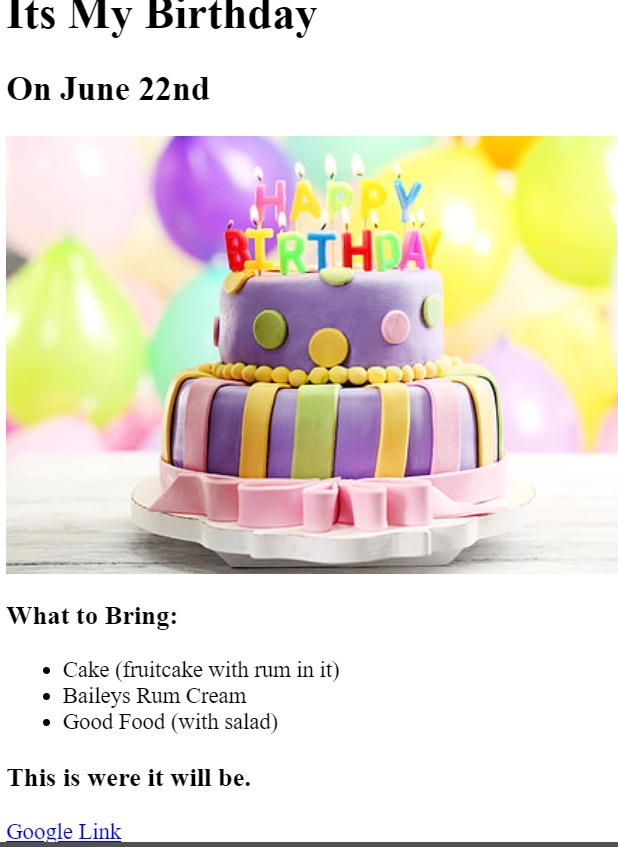 Its My Birthday
On June 22nd
HAPPY
BIRTHDAY
What to Bring:
Cake (fruitcake with rum in it)
Baileys Rum Cream
Good Food (with salad)
This is were it will be.
Google Link